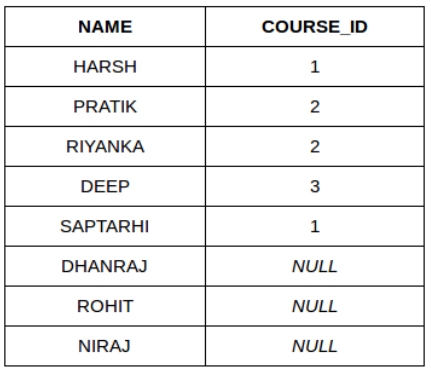 NAME COURSE_ID
HARSH 1
PRATIK 2
RIYANKA 2
DEEP 3
SAPTARHI 1
DHANRAJ NULL
ROHIT NULL
NIRAJ NULL